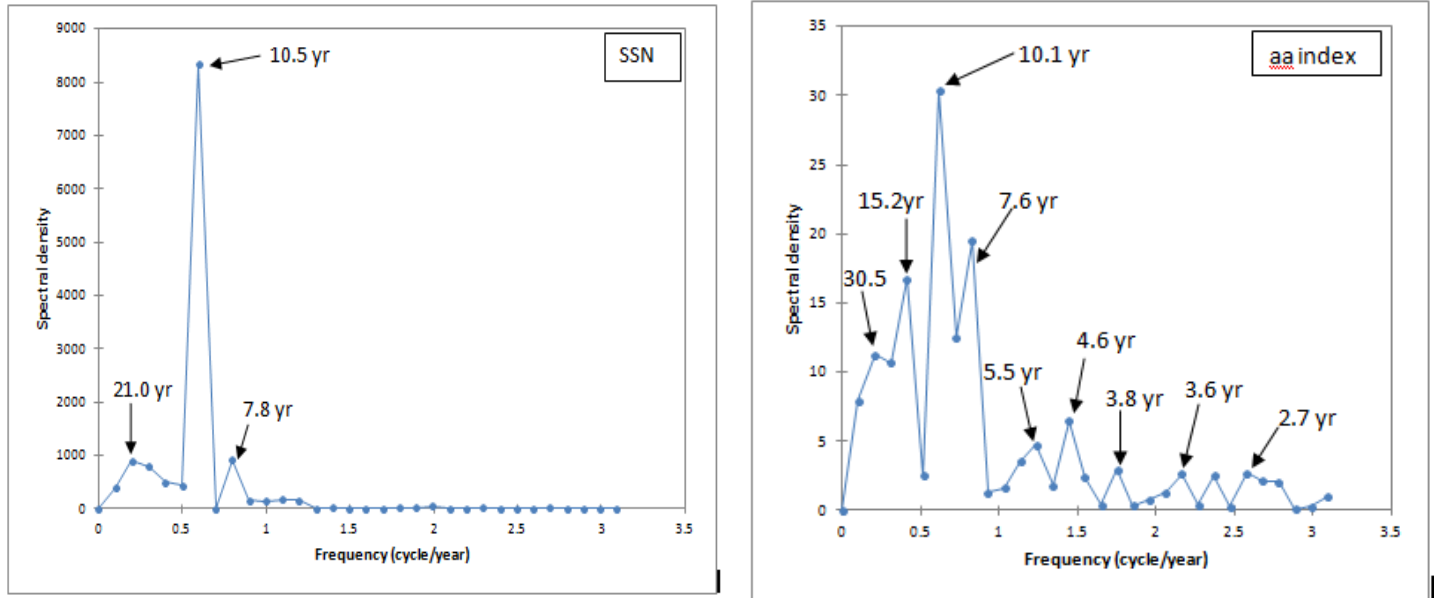 SSN
9000
8000
7000
6000
5000
4000
3000
2000
1000
0
Spectral density
10.5 yr
21.0 yr
7.8 yr
0
0.5
1
1.5
2
2.5
3
3.5
Frequency (cycle/year)
aa index
35
30
25
20
15
10
5
0
Spectral density
10.1 yr
15.2yr
7.6 yr
30.5
5.5 yr
4.6 yr
3.8 yr
3.6 yr
2.7 yr
0
0.5
1
1.5
2
2.5
3
3.5
Frequency (cycle/year)